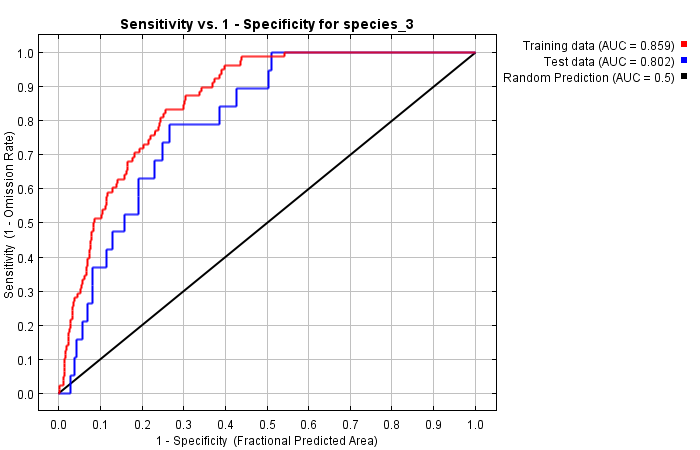 Sensitivity vs. 1 - Specificity for species_3
Training data (AUC = 0.859)
Test data (AUC = 0.802)
Random Prediction (AUC = 0.5)
Sensitivity (1 - Omission Rate)
1.0
0.9
0.8
0.7
0.6
0.5
0.4
0.3
0.2
0.1
0.0
0.0 0.1 0.2 0.3 0.4 0.5 0.6 0.7 0.8 0.9 1.0
1 - Specificity (Fractional Predicted Area)